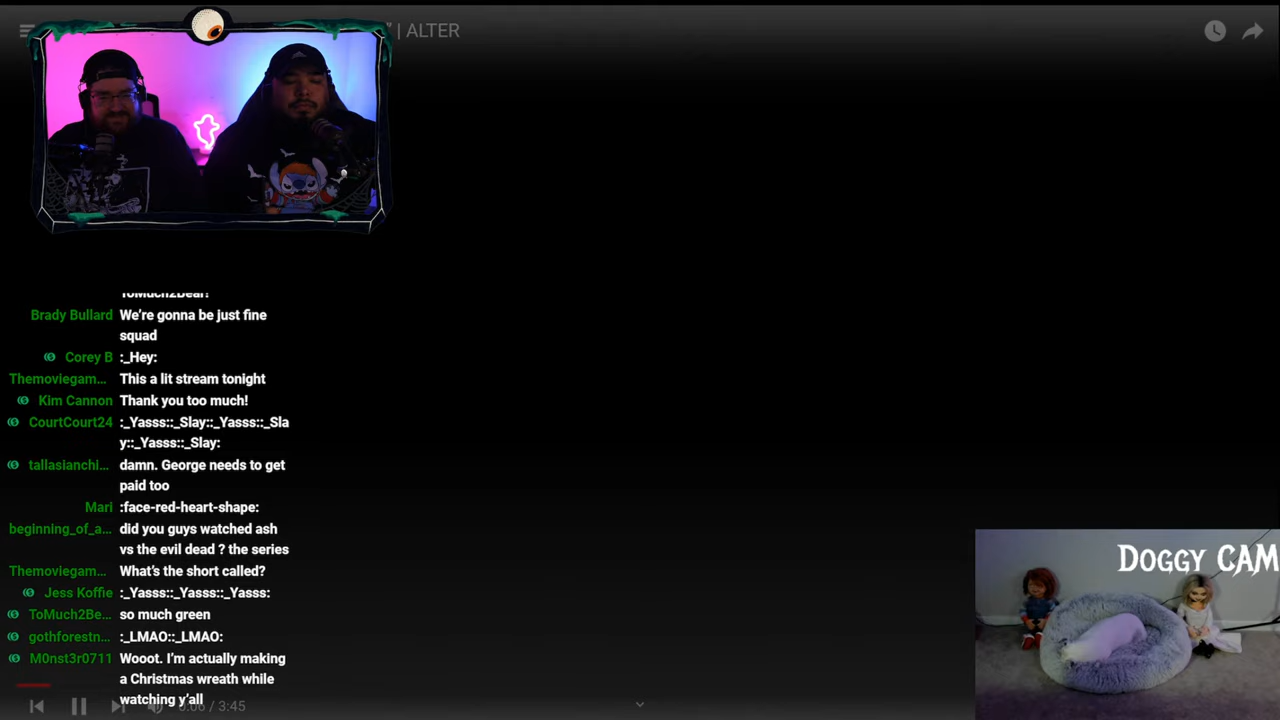 | ALTER
ToMuch2Bear!
Brady Bullard We're gonna be just fine
squad
Corey B :_Hey:
Themoviegam... This a lit stream tonight
Kim Cannon Thank you too much!
CourtCourt24 :_Yasss::_Slay::_Yasss::_Sla
y::_Yasss::_Slay:
tallasianchi... damn. George needs to get
paid too
Mari :face-red-heart-shape:
beginning_of_a... did you guys watched ash
vs the evil dead ? the series
Themoviegam... What's the short called?
Jess Koffie :_Yasss::_Yasss::_Yasss:
ToMuch2Be... so much green
gothforestn... :_LMAO::_LMAO:
M0nst3r0711 Wooot. I'm actually making
a Christmas wreath while
watching y'all
0:06 / 3:45
DOGGY CAM